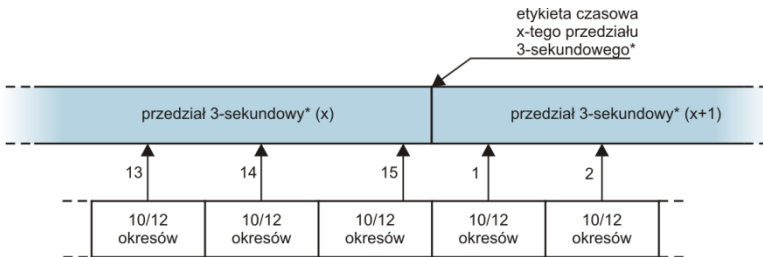 etykieta czasowa
x-tego przedziału
3-sekundowego*
przedział 3-sekundowy* (x)
przedział 3-sekundowy* (x+1)
13
14
15
1
2
10/12
okresów
10/12
okresów
10/12
okresów
10/12
okresów
10/12
okresów